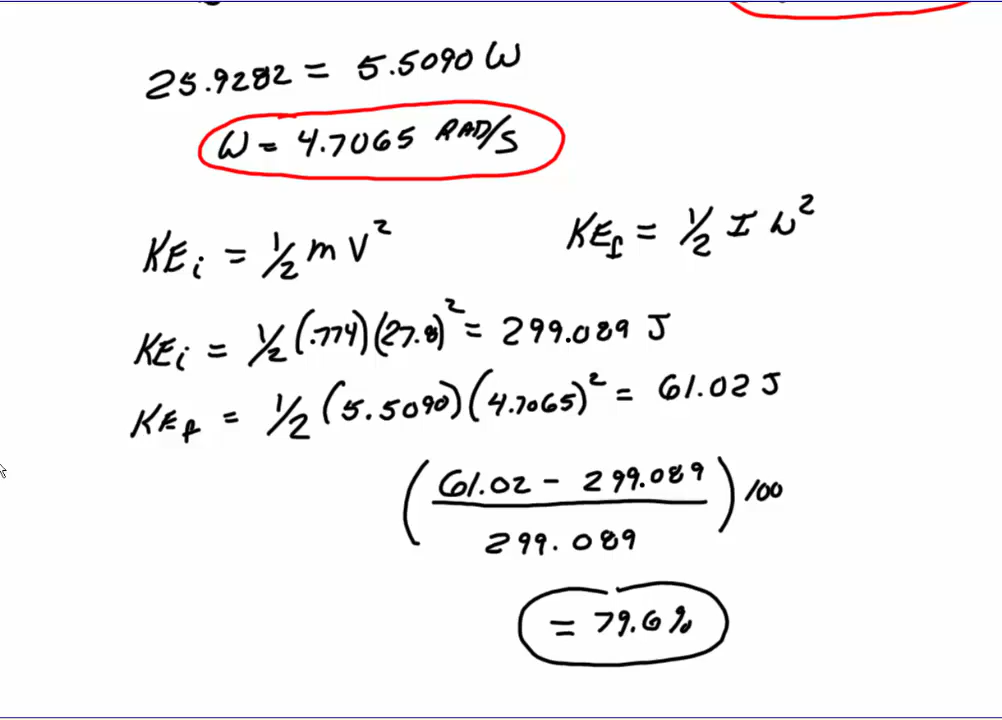 25.9282 = 5.5090 ω
ω = 4.7065 RAD/S
KEi = 1/2 m v² KEf = 1/2 I ω²
KEi = 1/2 (.774)(27.8)² = 299.089 J
KEf = 1/2 (5.5090)(4.7065)² = 61.02 J
(61.02 - 299.089
299.089) 100
= 79.6%